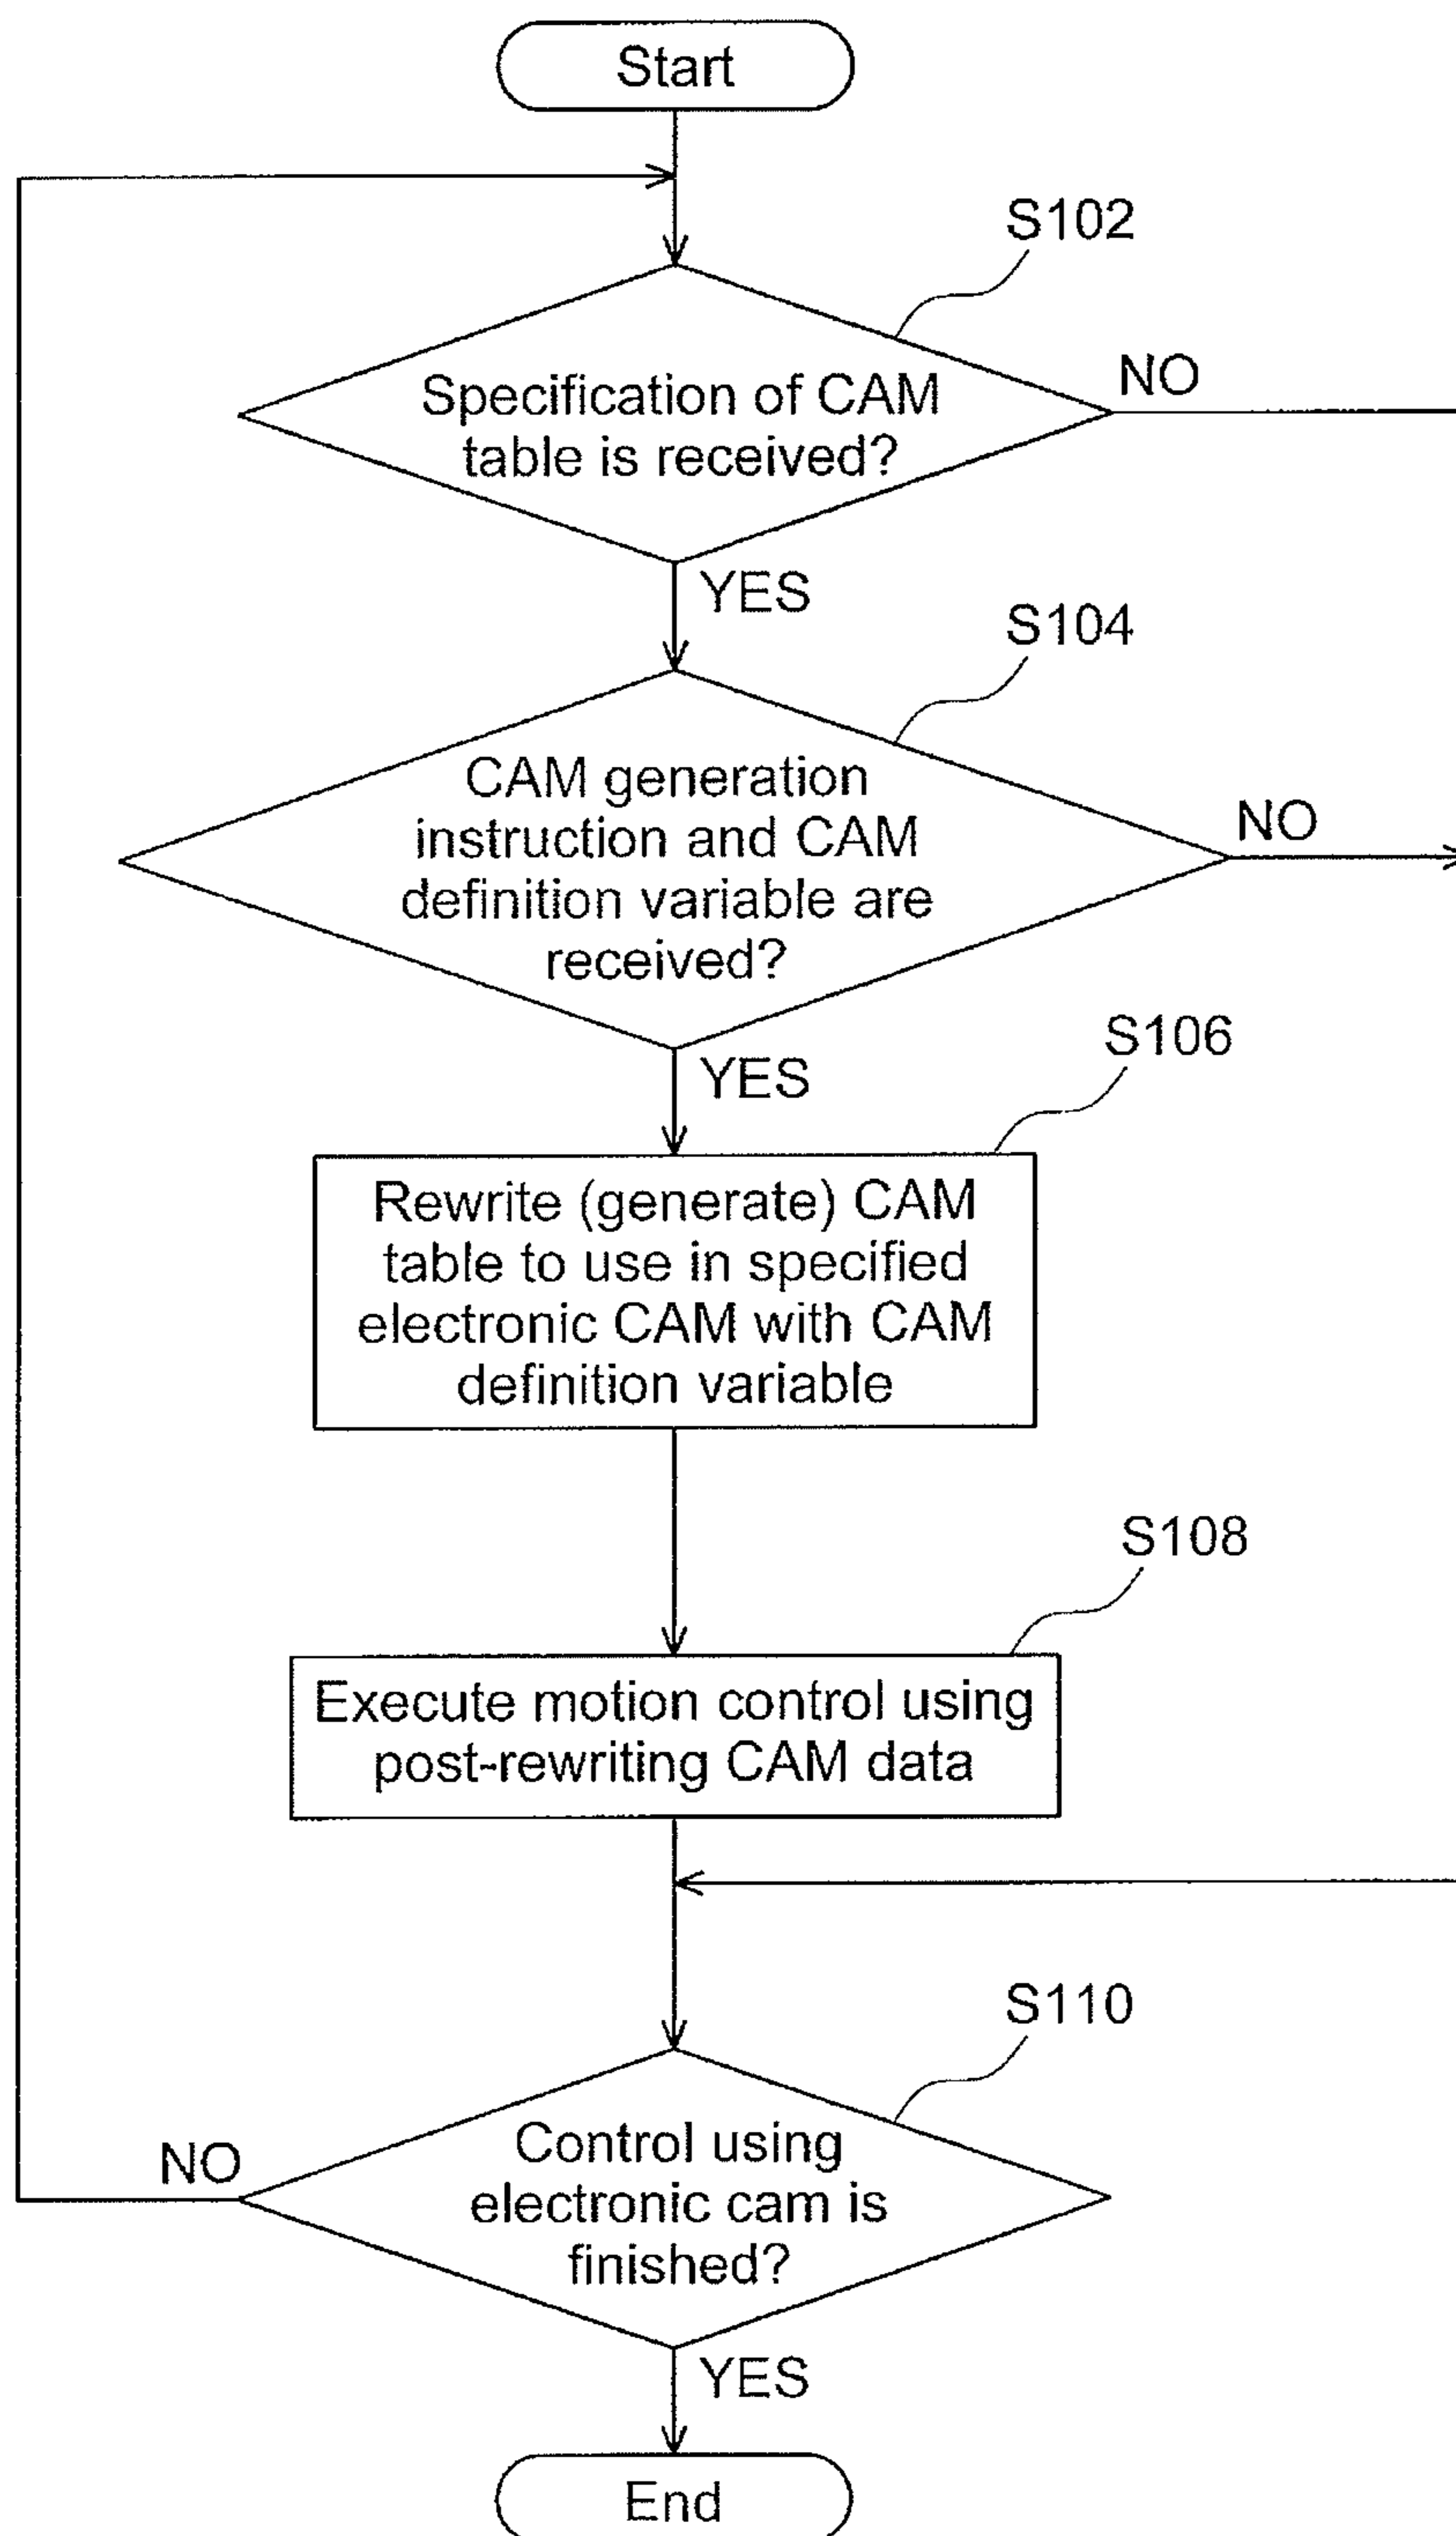 Start
S102
Specification of CAM
table is received?
NO
YES
S104
CAM generation
instruction and CAM
definition variable are
received?
NO
YES
S106
Rewrite (generate) CAM
table to use in specified
electronic CAM with CAM
definition variable
S108
Execute motion control using
post-rewriting CAM data
S110
Control using
electronic cam is
finished?
NO
YES
End